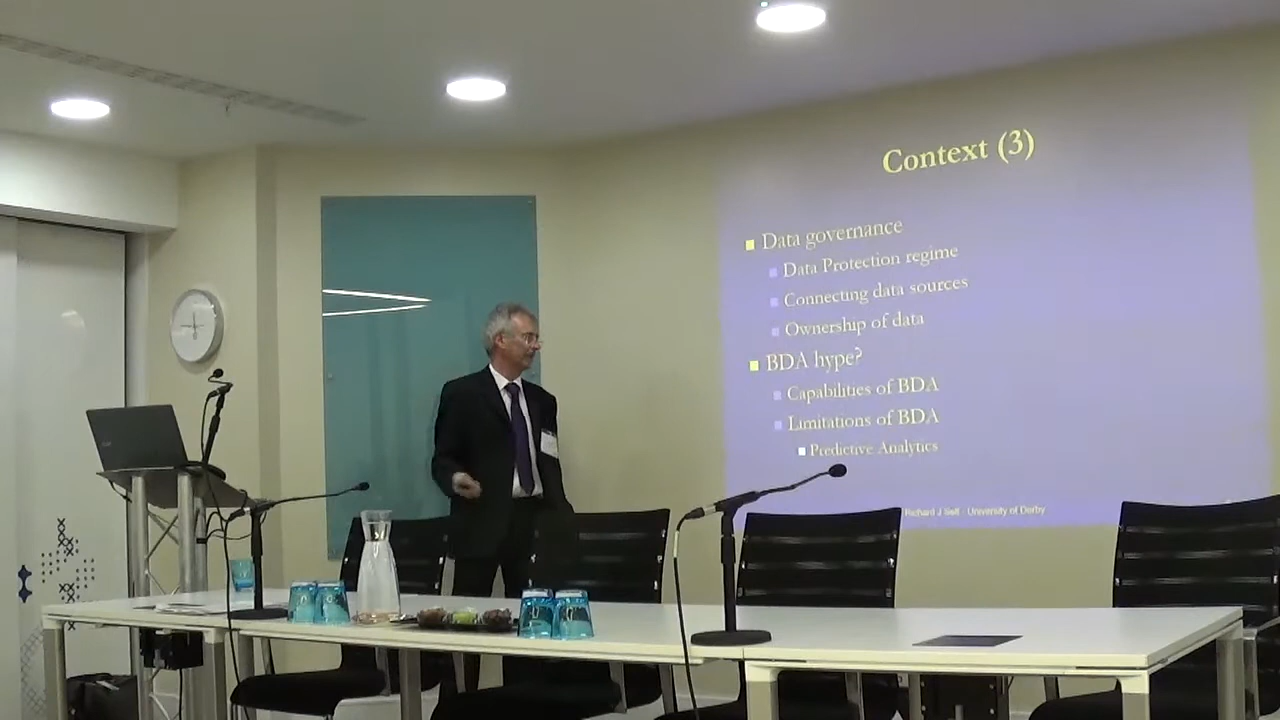 Context (3)
Data governance
Data Protection regime
Connecting data sources
Ownership of data
BDA hype?
Capabilities of BDA
Limitations of BDA
Predictive Analytics
Richard J Self - University of Derby